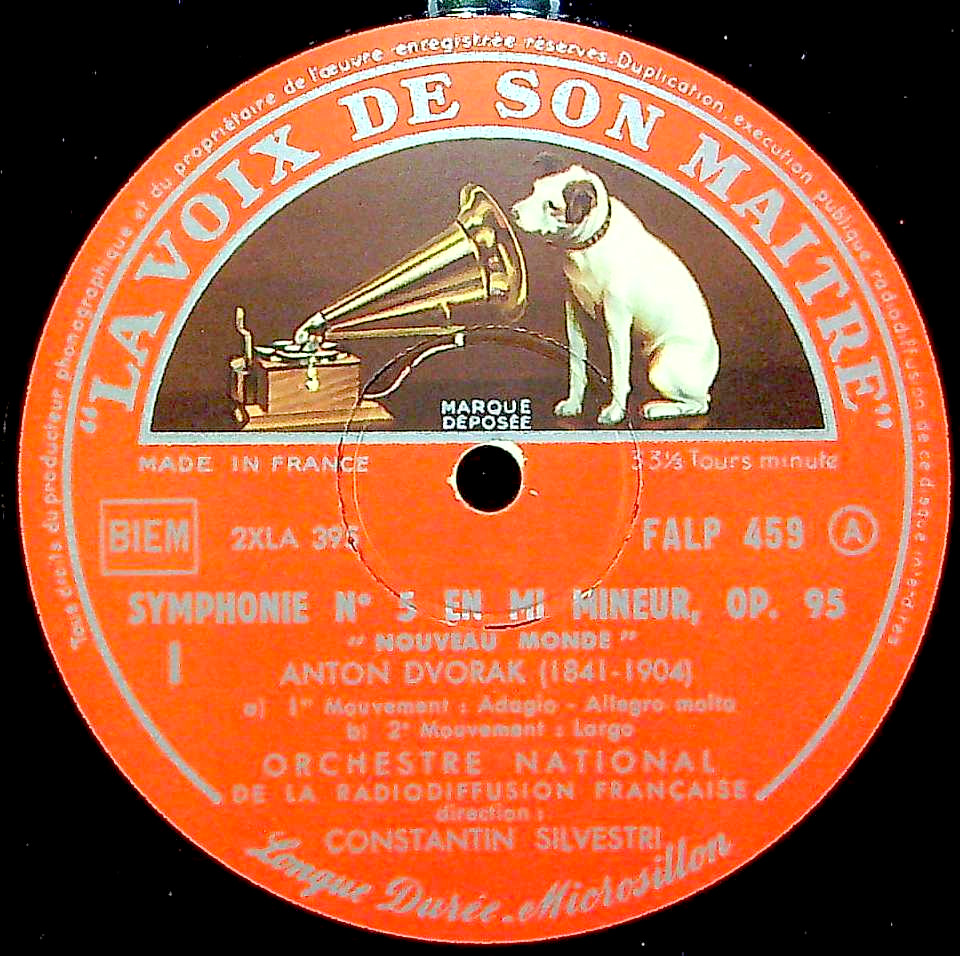 Tous droits du producteur phonographique et du propriétaire de l'œuvre enregistrée réservés. Duplication, exécution publique radiodiffusion de ce disque interdites
"LA VOIX DE SON MAITRE"
MARQUE
DÉPOSÉE
MADE IN FRANCE
33⅓ Tours minute
BIEM
2XLA 395
FALP 459
A
SYMPHONIE N° 5 EN MI MINEUR, OP. 95
"NOUVEAU MONDE"
I
ANTON DVORAK (1841-1904)
a) 1er Mouvement : Adagio - Allegro molto
b) 2e Mouvement : Largo
ORCHESTRE NATIONAL
DE LA RADIODIFFUSION FRANÇAISE
direction :
CONSTANTIN SILVESTRI
Longue Durée - Microsillon